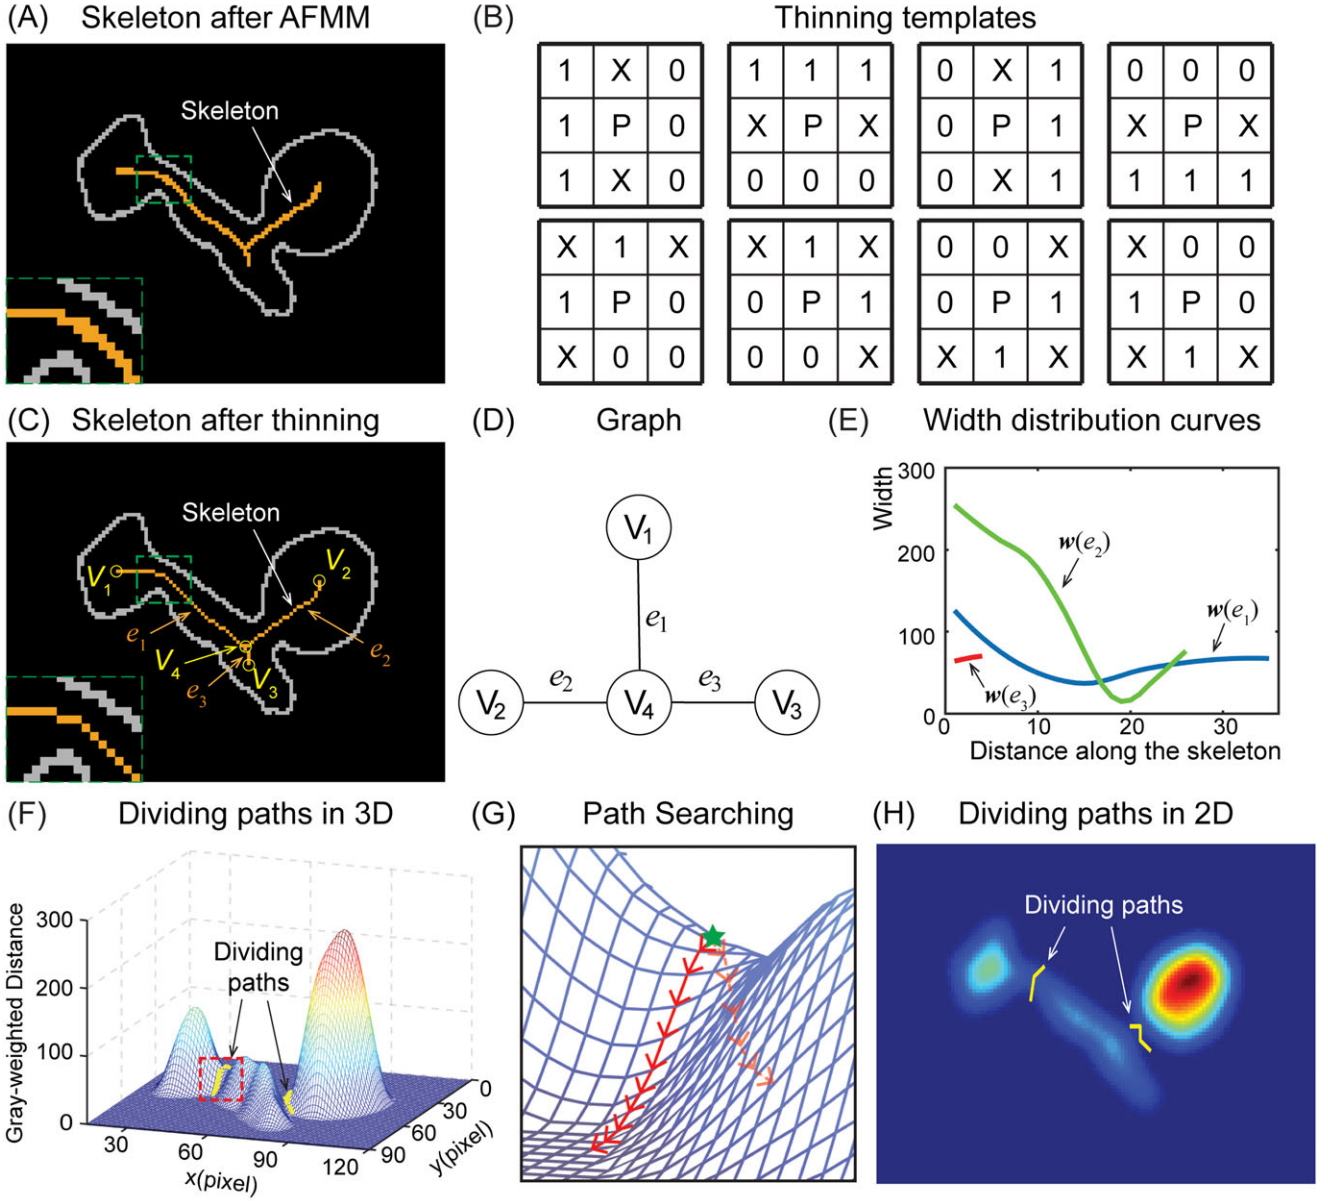 (A) Skeleton after AFMM
Skeleton
(B) Thinning templates
1 X 0
1 P 0
1 X 0
1 1 1
X P X
0 0 0
0 X 1
0 P 1
0 X 1
0 0 0
X P X
1 1 1
X 1 X
1 P 0
X 0 0
X 1 X
0 P 1
0 0 X
0 0 X
0 P 1
X 1 X
X 0 0
1 P 0
X 1 X
(C) Skeleton after thinning
Skeleton
V1
V2
e1
V4
e3
V3
e2
(D) Graph
V1
e1
V2
e2
V4
e3
V3
(E) Width distribution curves
Width
300
200
100
0
w(e2)
w(e1)
w(e3)
0 10 20 30
Distance along the skeleton
(F) Dividing paths in 3D
Gray-weighted Distance
300
200
100
0
Dividing
paths
30 60 90 120
x(pixel)
0
30
60
90
y(pixel)
(G) Path Searching
(H) Dividing paths in 2D
Dividing paths